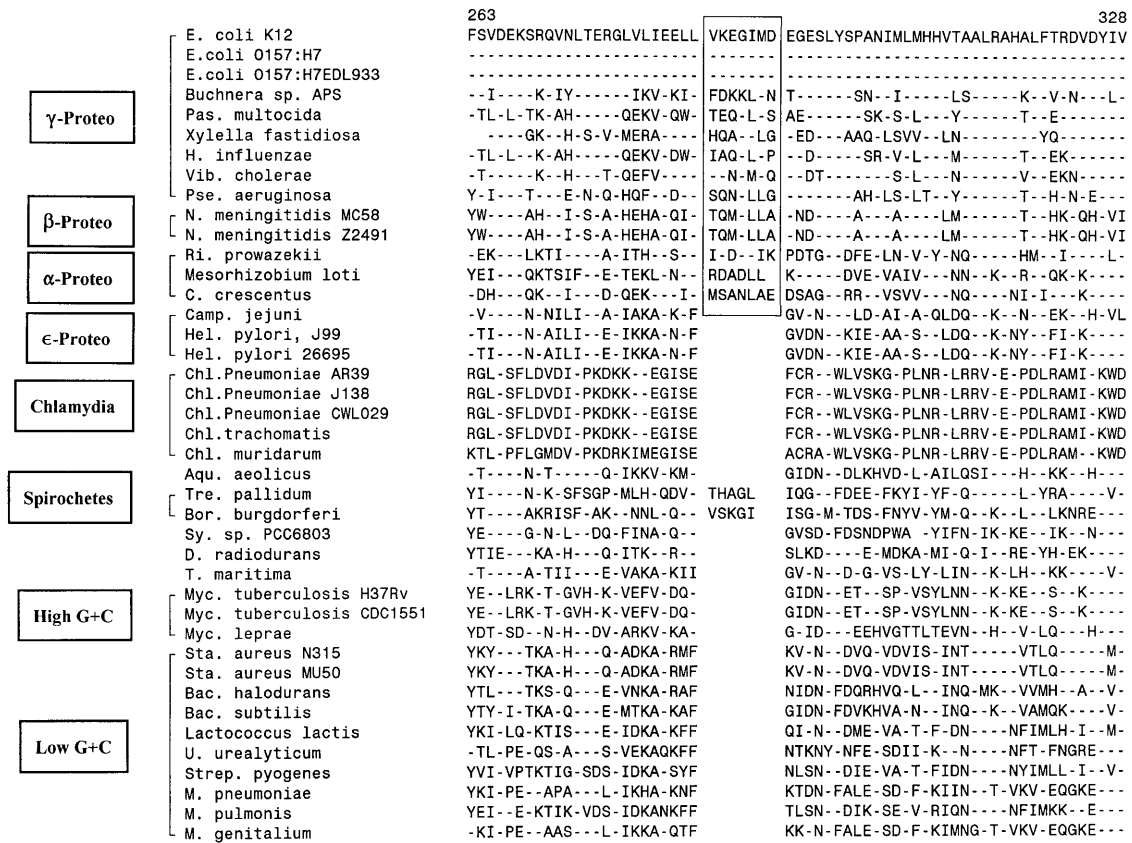 263 328
E. coli K12 FSVDEKSRQVNLTERGLVLIEELL VKEGIMD EGESLYSPANIMLMHHVTAALRAHALFTRDVDYIV
E.coli O157:H7 ------------------------ ------- ----------------------------------
E.coli O157:H7EDL933 ------------------------ ------- ----------------------------------
Buchnera sp. APS --I----K-IY------IKV-KI- FDKKL-N T------SN--I-----LS-----K--V-N---L-
γ-Proteo
Pas. multocida -TL-L-TK-AH-----QEKV-QW- TEQ-L-S AE-----SK-S-L---Y------T--E--------
Xylella fastidiosa ----GK--H-S-V-MERA---- HQA--LG -ED---AAQ-LSVV--LN-------YQ-------
H. influenzae -TL-L--K-AH-----QEKV-DW- IAQ-L-P --D-----SR-V-L---M------T--EK-----
Vib. cholerae -T-----K--H--T-QEFV----- --N-M-Q --DT-----S-L---N------V--EKN----
Pse. aeruginosa Y-I---T---E-N-Q-HQF--D-- SQN-LLG -------AH-LS-LT--Y------T--H-N-E---
β-Proteo
N. meningitidis MC58 YW----AH--I-S-A-HEHA-QI- TQM-LLA -ND----A---A----LM------T--HK-QH-VI
N. meningitidis Z2491 YW----AH--I-S-A-HEHA-QI- TQM-LLA -ND----A---A----LM------T--HK-QH-VI
Ri. prowazekii -EK---LKTI----A-ITH--S-- I-D--IK PDTG--DFE-LN-V-Y-NQ----HM--I----L-
α-Proteo
Mesorhizobium loti YEI---QKTSIF--E-TEKL-N-- RDADLL K------DVE-VAIV---NN---K--R--QK-K---
C. crescentus -DH---QK--I---D-QEK---I- MSANLAE DSAG--RR--VSVV---NQ----NI-I---K----
Camp. jejuni -V----N-NILI--A-IAKA-K-F GV-N---LD-AI-A-QLDQ--K---N--EK--H-VL
ϵ-Proteo
Hel. pylori, J99 -TI---N-AILI--E-IKKA-N-F GVDN--KIE-AA-S--LDQ--K-NY--FI-K----
Hel. pylori 26695 -TI---N-AILI--E-IKKA-N-F GVDN--KIE-AA-S--LDQ--K-NY--FI-K----
Chl.Pneumoniae AR39 RGL-SFLDVDI-PKDKK--EGISE FCR--WLVSKG-PLNR-LRRV-E-PDLRAMI-KWD
Chl.Pneumoniae J138 RGL-SFLDVDI-PKDKK--EGISE FCR--WLVSKG-PLNR-LRRV-E-PDLRAMI-KWD
Chlamydia
Chl.Pneumoniae CWL029 RGL-SFLDVDI-PKDKK--EGISE FCR--WLVSKG-PLNR-LRRV-E-PDLRAMI-KWD
Chl.trachomatis RGL-SFLDVDI-PKDKK--EGISE FCR--WLVSKG-PLNR-LRRV-E-PDLRAMI-KWD
Chl. muridarum KTL-PFLGMDV-PKDRKIMEGISE ACRA-WLVSKG-PLNR-LRRV-E-PDLRAM--KWD
Aqu. aeolicus -T----N-T-----Q-IKKV-KM- GIDN--DLKHVD-L-AILQSI---H--KK--H---
Spirochetes
Tre. pallidum YI----N-K-SFSGP-MLH-QDV- THAGL IQG--FDEE-FKYI-YF-Q-----L-YRA----V-
Bor. burgdorferi YT---AKRISF-AK--NNL-Q-- VSKGI ISG-M-TDS-FNYV-YM-Q--K--L--LKNRE---
Sy. sp. PCC6803 YE---G-N-L--DQ-FINA-Q-- GVSD-FDSNDPWA -YIFN-IK-KE--IK--N----
D. radiodurans YTIE---KA-H---Q-ITK--R-- SLKD----E-MDKA-MI-Q-I--RE-YH-EK----
T. maritima -T----A-TII---E-VAKA-KII GV-N--D-G-VS-LY-LIN--K-LH--KK----V-
Myc. tuberculosis H37Rv YE--LRK-T-GVH-K-VEFV-DQ- GIDN--ET--SP-VSYLNN--K-KE--S--K----
High G+C
Myc. tuberculosis CDC1551 YE--LRK-T-GVH-K-VEFV-DQ- GIDN--ET--SP-VSYLNN--K-KE--S--K----
Myc. leprae YDT-SD--N-H--DV-ARKV-KA- G-ID---EEHVGTTLTEVN--H--V-LQ---H---
Sta. aureus N315 YKY---TKA-H---Q-ADKA-RMF KV-N--DVQ-VDVIS-INT-----VTLQ-----M-
Sta. aureus MU50 YKY---TKA-H---Q-ADKA-RMF KV-N--DVQ-VDVIS-INT-----VTLQ-----M-
Bac. halodurans YTL---TKS-Q---E-VNKA-RAF NIDN-FDQRHVQ-L--INQ-MK--VVMH--A--V-
Bac. subtilis YTY-I-TKA-Q---E-MTKA-KAF GIDN-FDVKHVA-N--INQ--K--VAMQK----V-
Lactococcus lactis YKI-LQ-KTIS---E-IDKA-KFF QI-N--DME-VA-T-F-DN----NFIMLH-I--M-
Low G+C
U. urealyticum -TL-PE-QS-A---S-VEKAQKFF NTKNY-NFE-SDII-K--N----NFT-FNGRE---
Strep. pyogenes YVI-VPTKTIG-SDS-IDKA-SYF NLSN--DIE-VA-T-FIDN----NYIMLL-I--V-
M. pneumoniae YKI-PE--APA---L-IKHA-KNF KTDN-FALE-SD-F-KIIN--T-VKV-EQGKE---
M. pulmonis YEI--E-KTIK-VDS-IDKANKFF TLSN--DIK-SE-V-RIQN----NFIMKK--E---
M. genitalium -KI-PE--AAS---L-IKKA-QTF KK-N-FALE-SD-F-KIMNG-T-VKV-EQGKE---